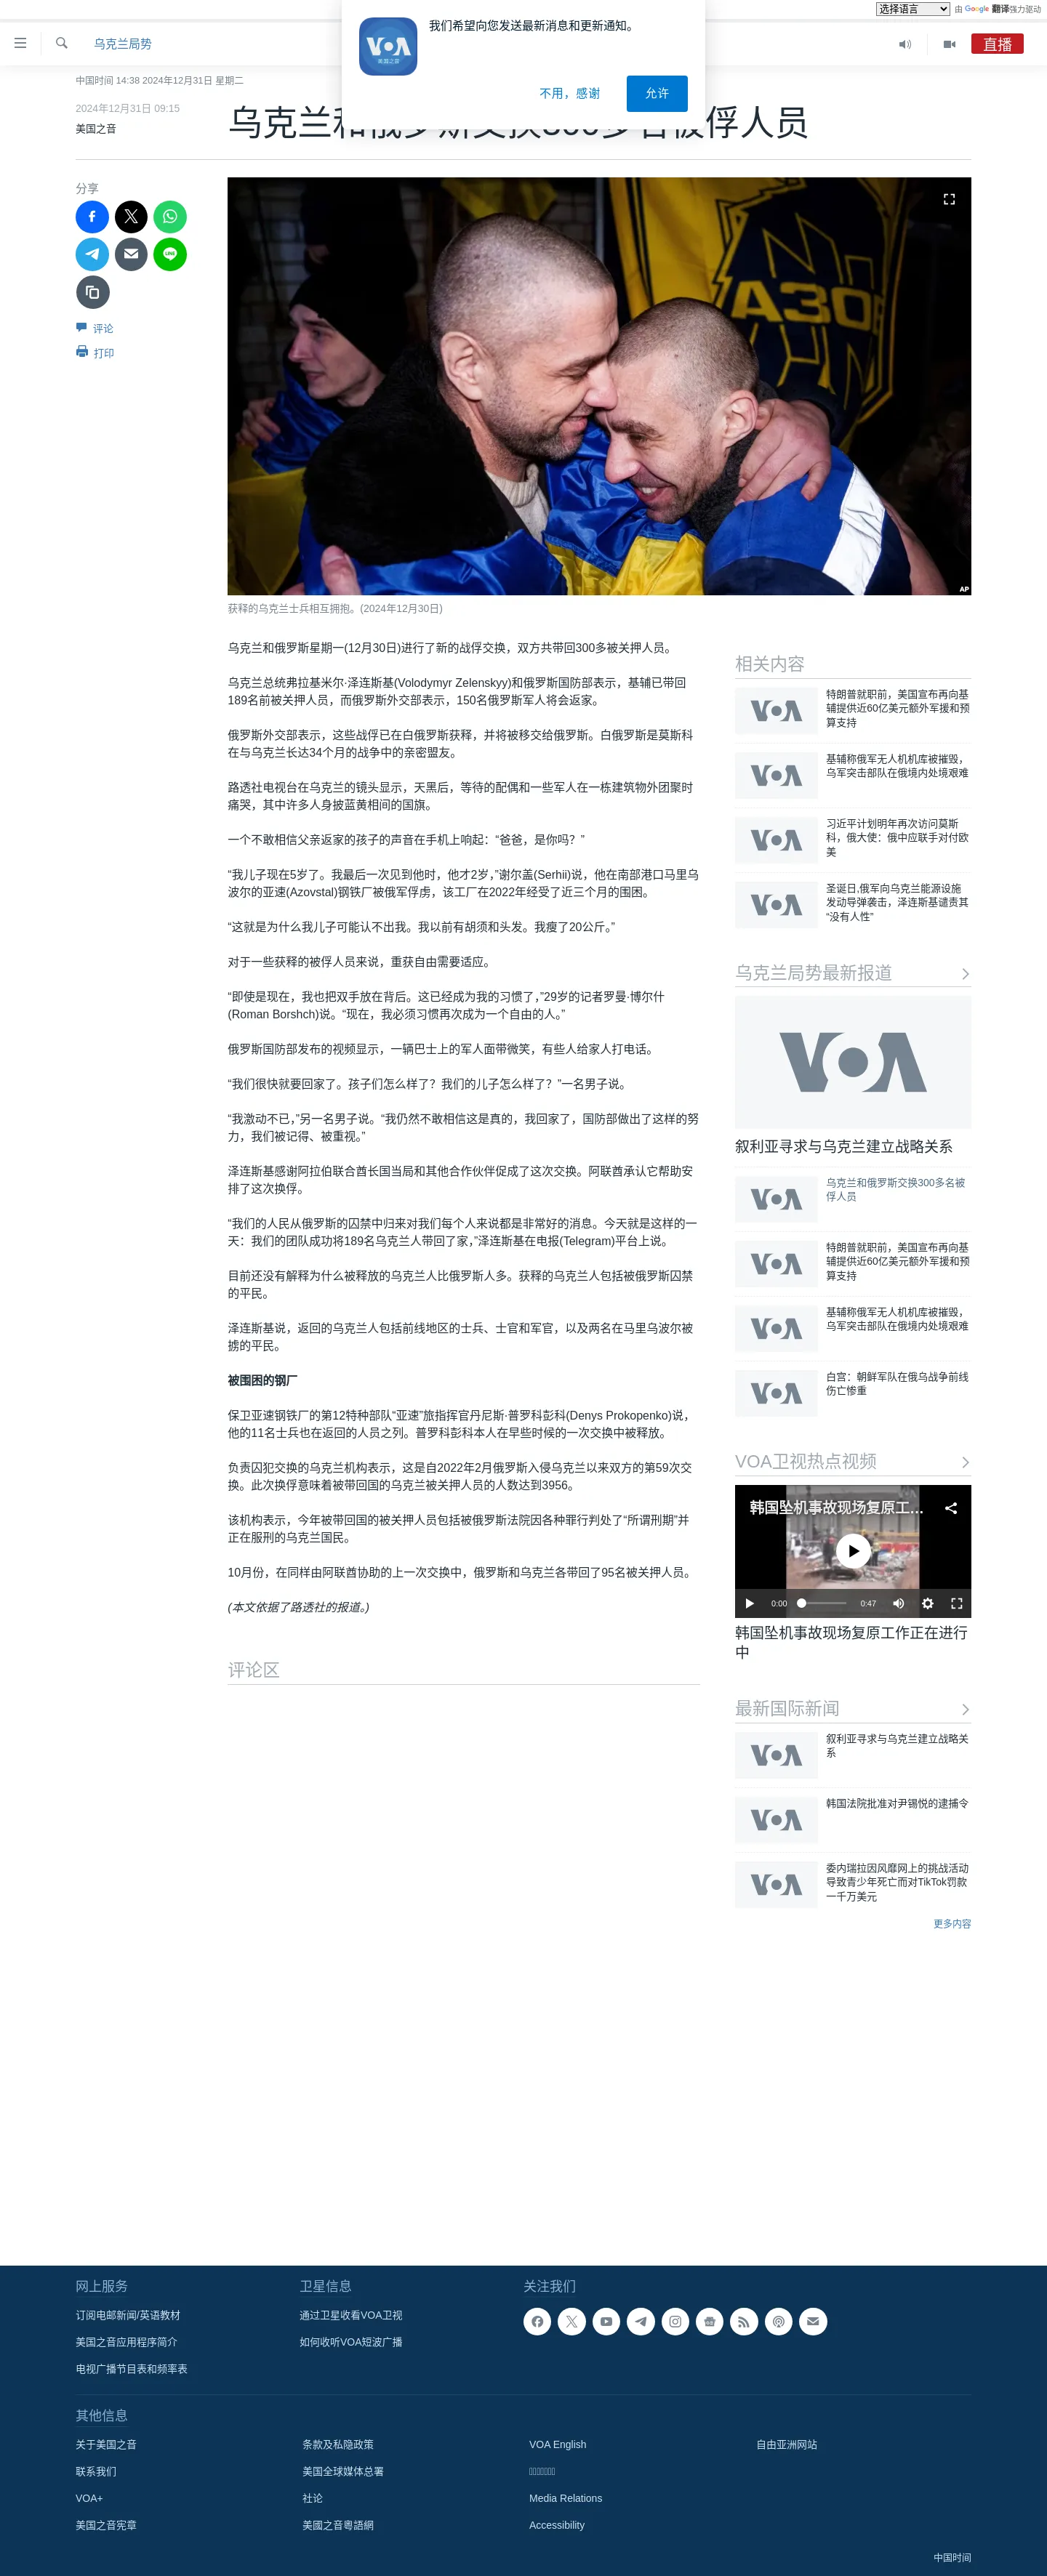 选择语言 由 Google 翻译强力驱动
VOA
美国之音
我们希望向您发送最新消息和更新通知。
不用，感谢
允许
乌克兰局势
直播
中国时间 14:38 2024年12月31日 星期二
2024年12月31日 09:15
美国之音
乌克兰和俄罗斯交换300多名被俘人员
分享
评论
打印
АЗО
AP
获释的乌克兰士兵相互拥抱。(2024年12月30日)
乌克兰和俄罗斯星期一(12月30日)进行了新的战俘交换，双方共带回300多被关押人员。
乌克兰总统弗拉基米尔·泽连斯基(Volodymyr Zelenskyy)和俄罗斯国防部表示，基辅已带回
189名前被关押人员，而俄罗斯外交部表示，150名俄罗斯军人将会返家。
俄罗斯外交部表示，这些战俘已在白俄罗斯获释，并将被移交给俄罗斯。白俄罗斯是莫斯科
在与乌克兰长达34个月的战争中的亲密盟友。
路透社电视台在乌克兰的镜头显示，天黑后，等待的配偶和一些军人在一栋建筑物外团聚时
痛哭，其中许多人身披蓝黄相间的国旗。
一个不敢相信父亲返家的孩子的声音在手机上响起：“爸爸，是你吗？”
“我儿子现在5岁了。我最后一次见到他时，他才2岁，”谢尔盖(Serhii)说，他在南部港口马里乌
波尔的亚速(Azovstal)钢铁厂被俄军俘虏，该工厂在2022年经受了近三个月的围困。
“这就是为什么我儿子可能认不出我。我以前有胡须和头发。我瘦了20公斤。”
对于一些获释的被俘人员来说，重获自由需要适应。
“即使是现在，我也把双手放在背后。这已经成为我的习惯了，”29岁的记者罗曼·博尔什
(Roman Borshch)说。“现在，我必须习惯再次成为一个自由的人。”
俄罗斯国防部发布的视频显示，一辆巴士上的军人面带微笑，有些人给家人打电话。
“我们很快就要回家了。孩子们怎么样了？我们的儿子怎么样了？”一名男子说。
“我激动不已，”另一名男子说。“我仍然不敢相信这是真的，我回家了，国防部做出了这样的努
力，我们被记得、被重视。”
泽连斯基感谢阿拉伯联合酋长国当局和其他合作伙伴促成了这次交换。阿联酋承认它帮助安
排了这次换俘。
“我们的人民从俄罗斯的囚禁中归来对我们每个人来说都是非常好的消息。今天就是这样的一
天：我们的团队成功将189名乌克兰人带回了家，”泽连斯基在电报(Telegram)平台上说。
目前还没有解释为什么被释放的乌克兰人比俄罗斯人多。获释的乌克兰人包括被俄罗斯囚禁
的平民。
泽连斯基说，返回的乌克兰人包括前线地区的士兵、士官和军官，以及两名在马里乌波尔被
掳的平民。
被围困的钢厂
保卫亚速钢铁厂的第12特种部队“亚速”旅指挥官丹尼斯·普罗科彭科(Denys Prokopenko)说，
他的11名士兵也在返回的人员之列。普罗科彭科本人在早些时候的一次交换中被释放。
负责囚犯交换的乌克兰机构表示，这是自2022年2月俄罗斯入侵乌克兰以来双方的第59次交
换。此次换俘意味着被带回国的乌克兰被关押人员的人数达到3956。
该机构表示，今年被带回国的被关押人员包括被俄罗斯法院因各种罪行判处了“所谓刑期”并
正在服刑的乌克兰国民。
10月份，在同样由阿联酋协助的上一次交换中，俄罗斯和乌克兰各带回了95名被关押人员。
(本文依据了路透社的报道。)
评论区
相关内容
VOA
特朗普就职前，美国宣布再向基
辅提供近60亿美元额外军援和预
算支持
VOA
基辅称俄军无人机机库被摧毁，
乌军突击部队在俄境内处境艰难
VOA
习近平计划明年再次访问莫斯
科，俄大使：俄中应联手对付欧
美
VOA
圣诞日,俄军向乌克兰能源设施
发动导弹袭击，泽连斯基谴责其
“没有人性”
乌克兰局势最新报道
VOA
叙利亚寻求与乌克兰建立战略关系
VOA
乌克兰和俄罗斯交换300多名被
俘人员
VOA
特朗普就职前，美国宣布再向基
辅提供近60亿美元额外军援和预
算支持
VOA
基辅称俄军无人机机库被摧毁，
乌军突击部队在俄境内处境艰难
VOA
白宫：朝鲜军队在俄乌战争前线
伤亡惨重
VOA卫视热点视频
韩国坠机事故现场复原工...
0:00 0:47
韩国坠机事故现场复原工作正在进行
中
最新国际新闻
VOA
叙利亚寻求与乌克兰建立战略关
系
VOA
韩国法院批准对尹锡悦的逮捕令
VOA
委内瑞拉因风靡网上的挑战活动
导致青少年死亡而对TikTok罚款
一千万美元
更多内容
网上服务
订阅电邮新闻/英语教材
美国之音应用程序简介
电视广播节目表和频率表
卫星信息
通过卫星收看VOA卫视
如何收听VOA短波广播
关注我们
其他信息
关于美国之音
联系我们
VOA+
美国之音宪章
条款及私隐政策
美国全球媒体总署
社论
美國之音粵語網
VOA English
Media Relations
Accessibility
自由亚洲网站
中国时间